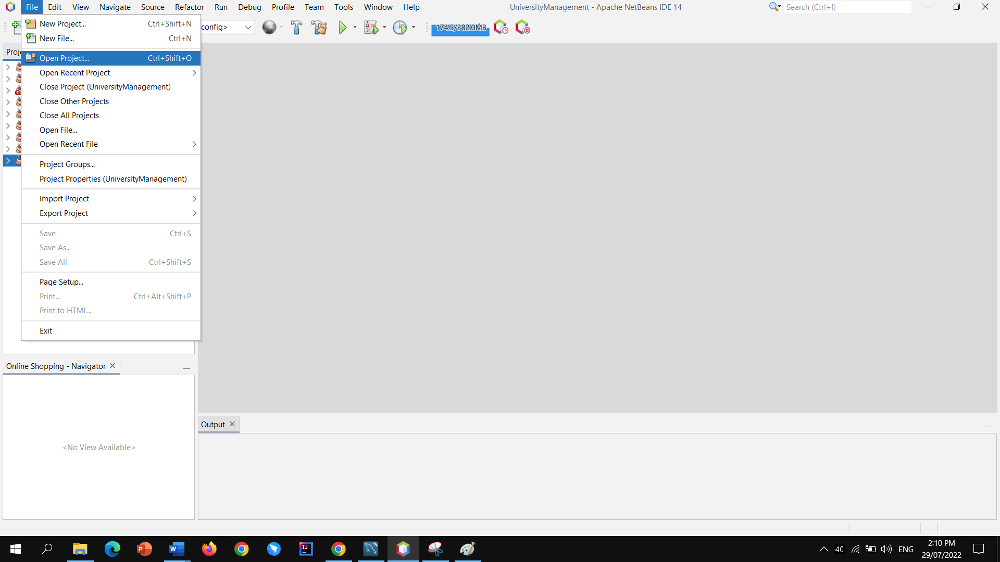 File Edit View Navigate Source Refactor Run Debug Profile Team Tools Window Help
UniversityManagement - Apache NetBeans IDE 14
Search (Ctrl+I)
New Project... Ctrl+Shift+N
New File... Ctrl+N
config>
174.5/382.0MB
Open Project... Ctrl+Shift+O
Open Recent Project
Close Project (UniversityManagement)
Close Other Projects
Close All Projects
Open File...
Open Recent File
Project Groups...
Project Properties (UniversityManagement)
Import Project
Export Project
Save Ctrl+S
Save As...
Save All Ctrl+Shift+S
Page Setup...
Print... Ctrl+Alt+Shift+P
Print to HTML...
Exit
Online Shopping - Navigator
<No View Available>
Output
40
ENG
2:10 PM
29/07/2022